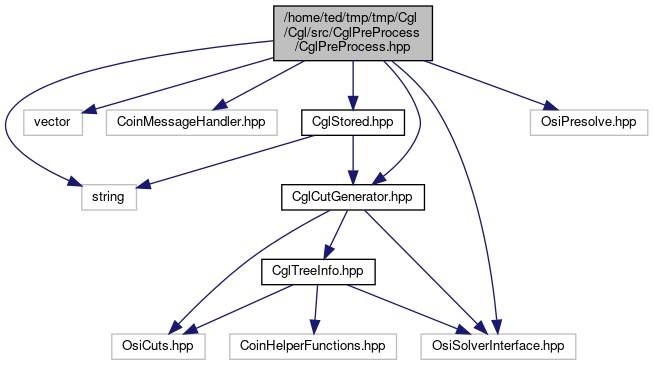 /home/ted/tmp/tmp/Cgl
/Cgl/src/CglPreProcess
/CglPreProcess.hpp
vector
CoinMessageHandler.hpp
CglStored.hpp
OsiPresolve.hpp
string
CglCutGenerator.hpp
CglTreeInfo.hpp
OsiCuts.hpp
CoinHelperFunctions.hpp
OsiSolverInterface.hpp